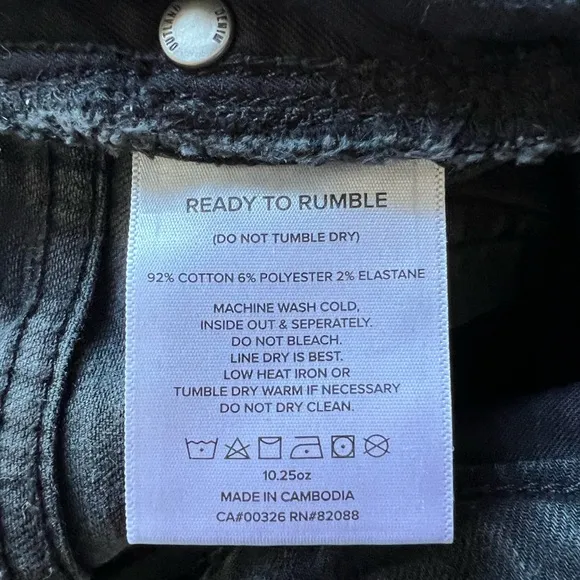 OUTLAND DENIM
READY TO RUMBLE
(DO NOT TUMBLE DRY)
92% COTTON 6% POLYESTER 2% ELASTANE
MACHINE WASH COLD,
INSIDE OUT & SEPERATELY.
DO NOT BLEACH.
LINE DRY IS BEST.
LOW HEAT IRON OR
TUMBLE DRY WARM IF NECESSARY
DO NOT DRY CLEAN.
10.25oz
MADE IN CAMBODIA
CA#00326 RN#82088